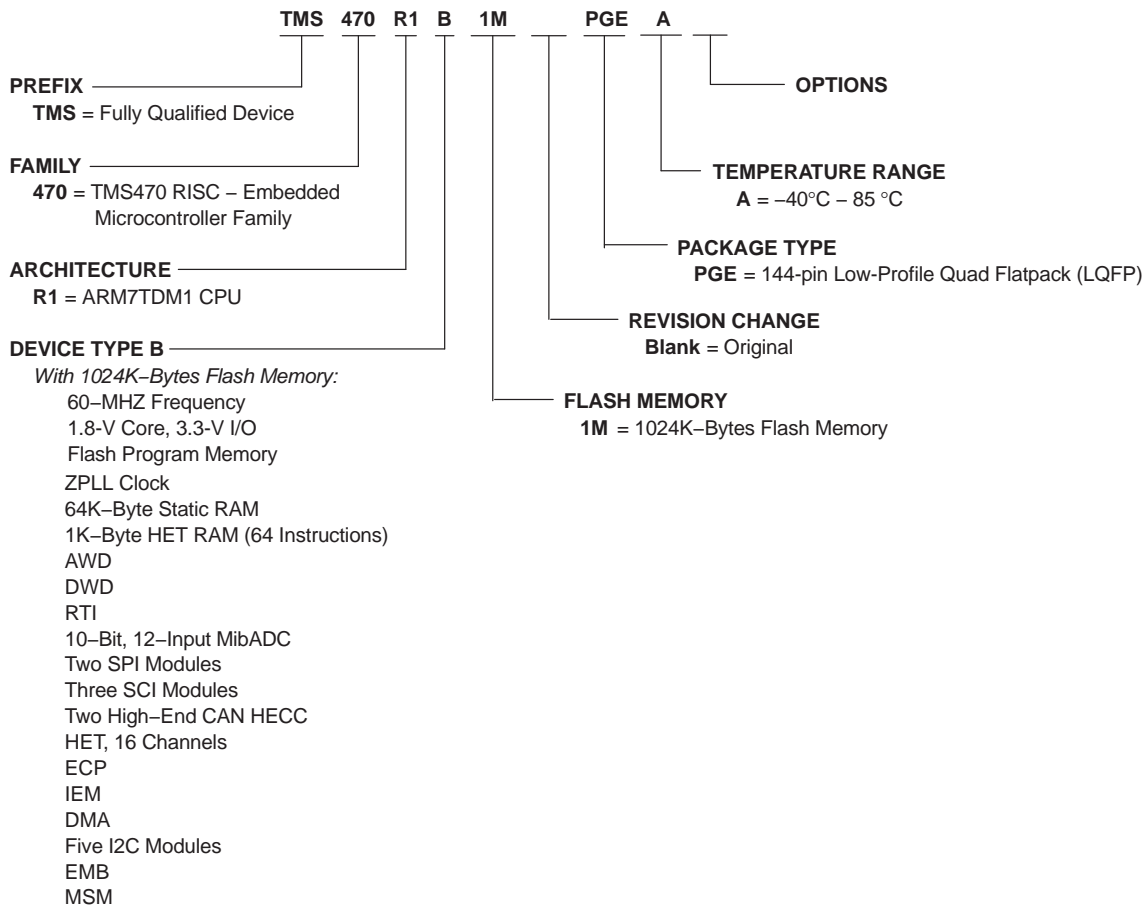 TMS 470 R1 B 1M PGE A
PREFIX
TMS = Fully Qualified Device
OPTIONS
FAMILY
470 = TMS470 RISC − Embedded
Microcontroller Family
TEMPERATURE RANGE
A = −40°C − 85 °C
PACKAGE TYPE
PGE = 144-pin Low-Profile Quad Flatpack (LQFP)
ARCHITECTURE
R1 = ARM7TDM1 CPU
REVISION CHANGE
Blank = Original
DEVICE TYPE B
With 1024K−Bytes Flash Memory:
60−MHZ Frequency
1.8-V Core, 3.3-V I/O
Flash Program Memory
ZPLL Clock
64K−Byte Static RAM
1K−Byte HET RAM (64 Instructions)
AWD
DWD
RTI
10−Bit, 12−Input MibADC
Two SPI Modules
Three SCI Modules
Two High−End CAN HECC
HET, 16 Channels
ECP
IEM
DMA
Five I2C Modules
EMB
MSM
FLASH MEMORY
1M = 1024K−Bytes Flash Memory